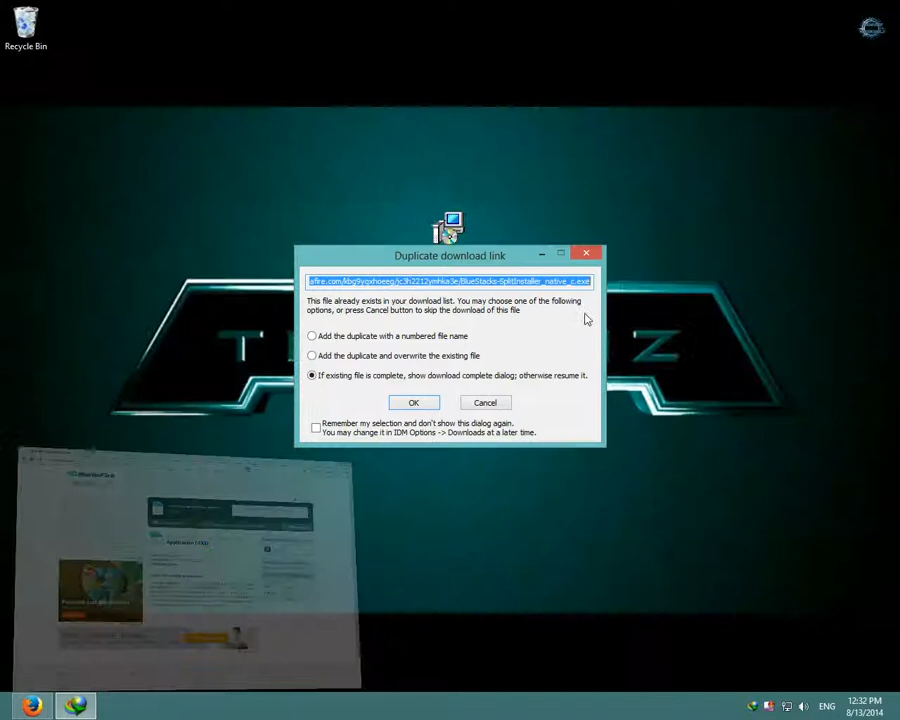 Recycle Bin
Duplicate download link
afire.com/kbg9yqxhoeeg/jc3h2212ymhka3e/BlueStacks-SplitInstaller_native_c.exe
This file already exists in your download list. You may choose one of the following
options, or press Cancel button to skip the download of this file
Add the duplicate with a numbered file name
Add the duplicate and overwrite the existing file
If existing file is complete, show download complete dialog; otherwise resume it.
OK
Cancel
Remember my selection and don't show this dialog again.
You may change it in IDM Options -> Downloads at a later time.
T
Z
MediaFire
ENG
12:32 PM
8/13/2014